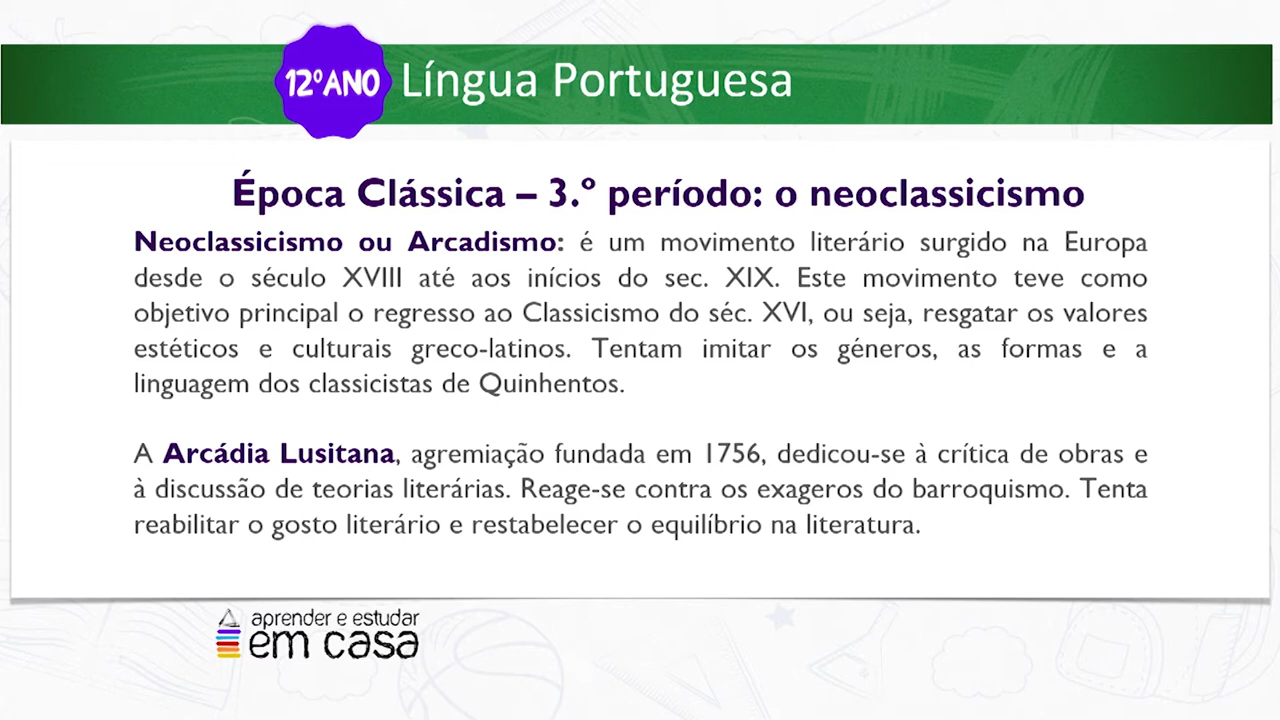 12ºANO Língua Portuguesa
Época Clássica – 3.º período: o neoclassicismo
Neoclassicismo ou Arcadismo: é um movimento literário surgido na Europa
desde o século XVIII até aos inícios do sec. XIX. Este movimento teve como
objetivo principal o regresso ao Classicismo do séc. XVI, ou seja, resgatar os valores
estéticos e culturais greco-latinos. Tentam imitar os géneros, as formas e a
linguagem dos classicistas de Quinhentos.
A Arcádia Lusitana, agremiação fundada em 1756, dedicou-se à crítica de obras e
à discussão de teorias literárias. Reage-se contra os exageros do barroquismo. Tenta
reabilitar o gosto literário e restabelecer o equilíbrio na literatura.
aprender e estudar
em casa